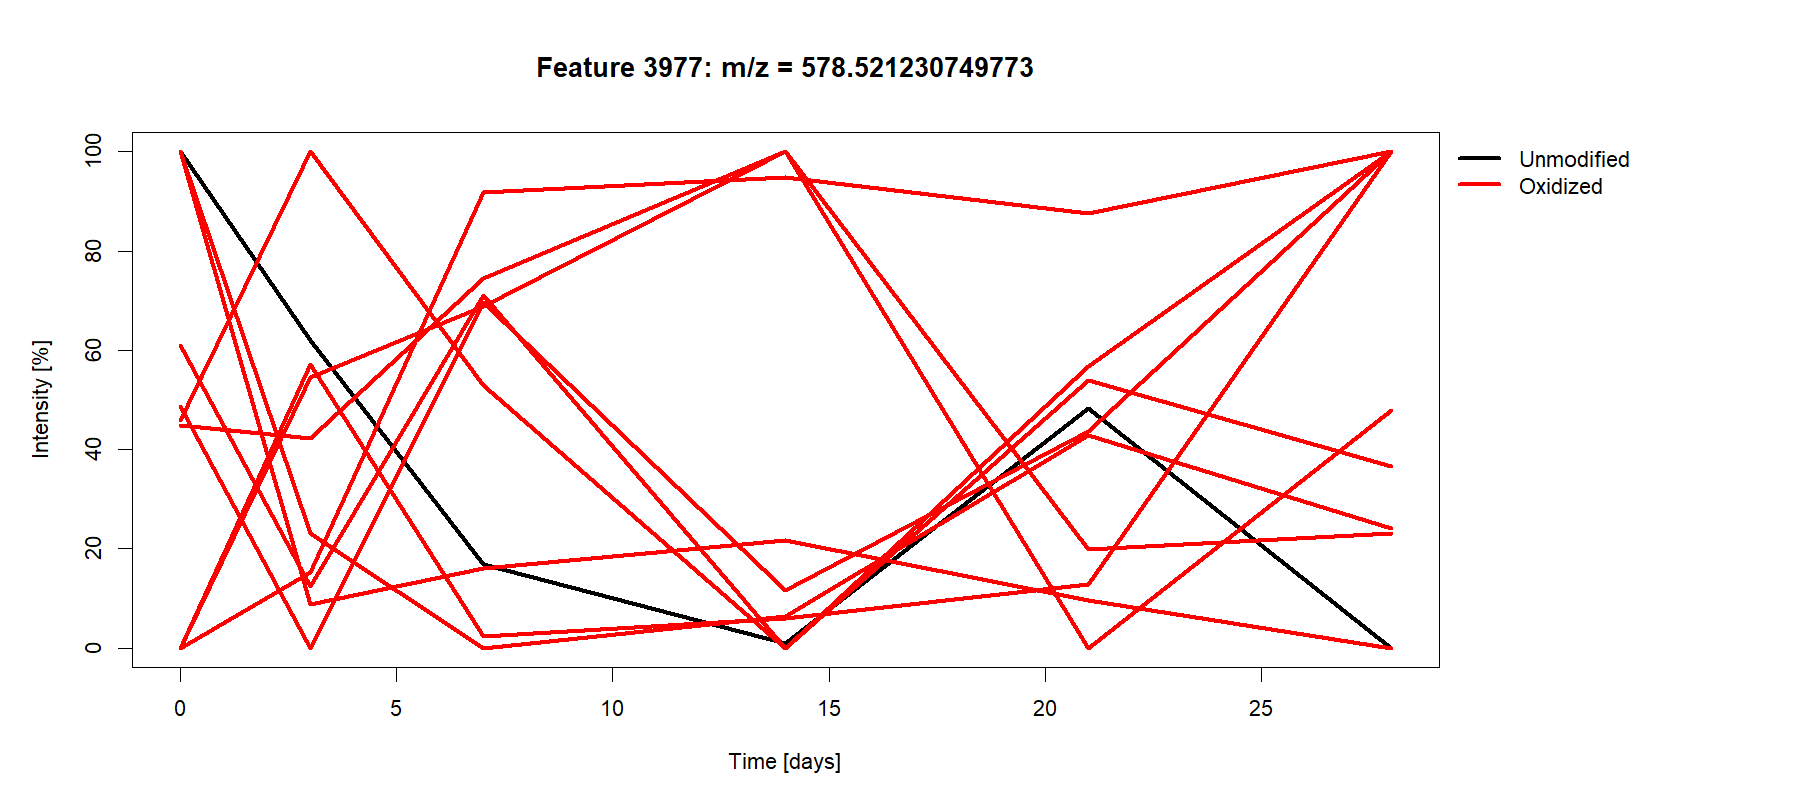 Feature 3977: m/z = 578.521230749773
Unmodified
Oxidized
100
80
60
40
20
0
Intensity [%]
0 5 10 15 20 25
Time [days]